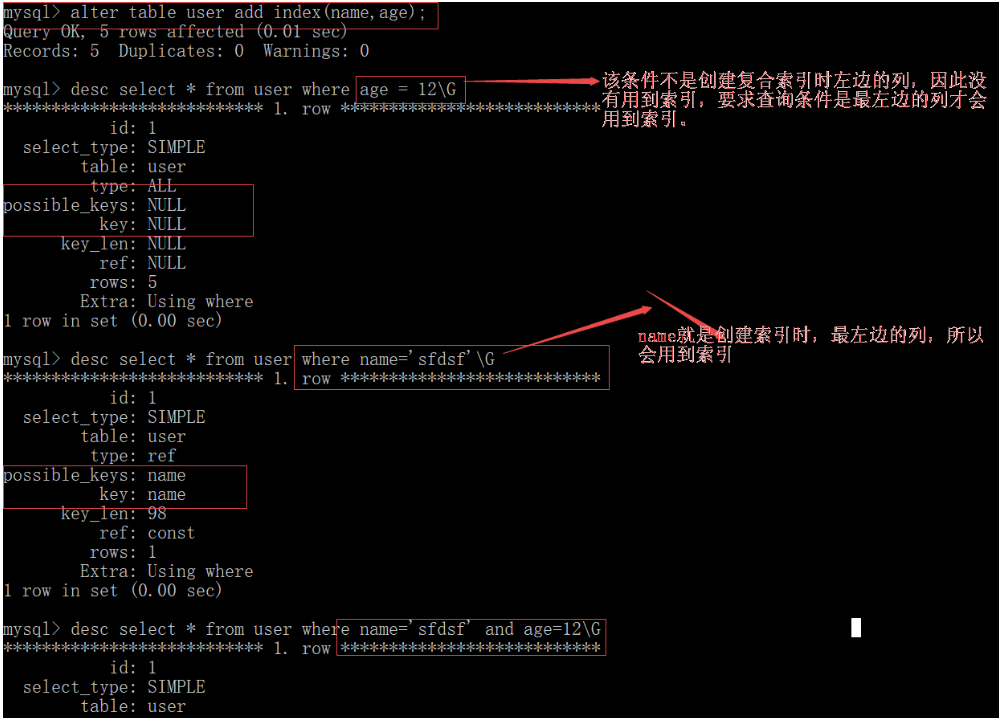 mysql> alter table user add index(name,age);
Query OK, 5 rows affected (0.01 sec)
Records: 5  Duplicates: 0  Warnings: 0
mysql> desc select * from user where age = 12\G
*************************** 1. row ***************************
id: 1
select_type: SIMPLE
table: user
type: ALL
possible_keys: NULL
key: NULL
key_len: NULL
ref: NULL
rows: 5
Extra: Using where
1 row in set (0.00 sec)
该条件不是创建复合索引时左边的列，因此没
有用到索引，要求查询条件是最左边的列才会
用到索引。
mysql> desc select * from user where name='sfdsf'\G
*************************** 1. row ***************************
id: 1
select_type: SIMPLE
table: user
type: ref
possible_keys: name
key: name
key_len: 98
ref: const
rows: 1
Extra: Using where
1 row in set (0.00 sec)
name就是创建索引时，最左边的列，所以
会用到索引
mysql> desc select * from user where name='sfdsf' and age=12\G
*************************** 1. row ***************************
id: 1
select_type: SIMPLE
table: user